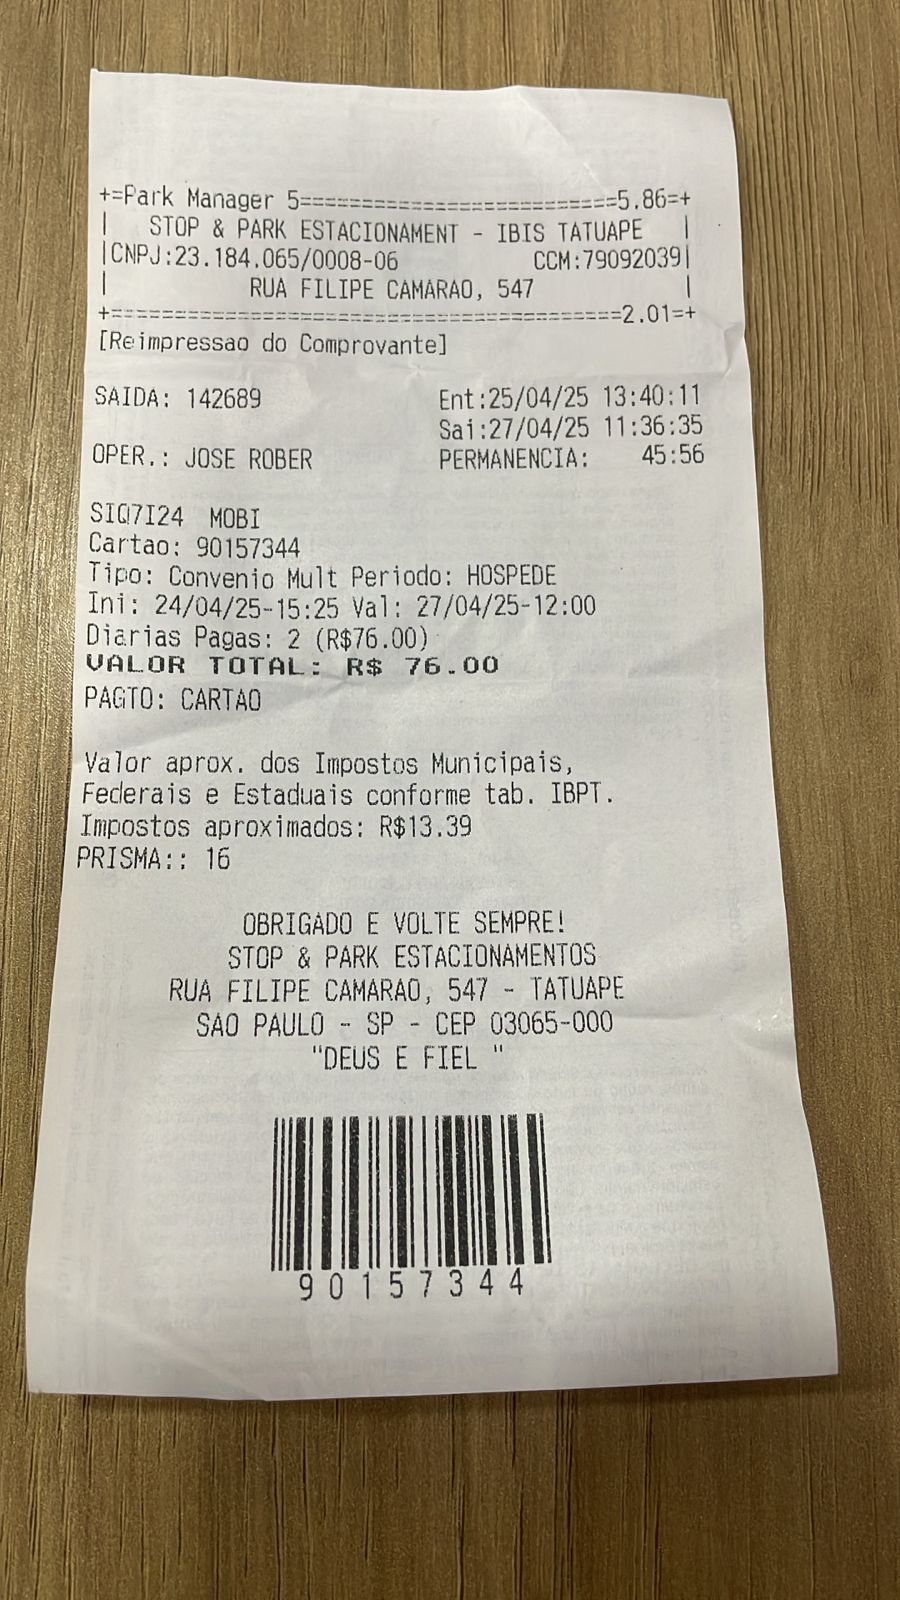 +=Park Manager 5==========================5.86=+
| STOP & PARK ESTACIONAMENT - IBIS TATUAPE |
|CNPJ:23.184.065/0008-06 CCM:79092039|
| RUA FILIPE CAMARAO, 547 |
+==========================================2.01=+
[Reimpressao do Comprovante]
SAIDA: 142689 Ent:25/04/25 13:40:11
Sai:27/04/25 11:36:35
OPER.: JOSE ROBER PERMANENCIA: 45:56
SIQ7I24 MOBI
Cartao: 90157344
Tipo: Convenio Mult Periodo: HOSPEDE
Ini: 24/04/25-15:25 Val: 27/04/25-12:00
Diarias Pagas: 2 (R$76.00)
VALOR TOTAL: R$ 76.00
PAGTO: CARTAO
Valor aprox. dos Impostos Municipais,
Federais e Estaduais conforme tab. IBPT.
Impostos aproximados: R$13.39
PRISMA:: 16
OBRIGADO E VOLTE SEMPRE!
STOP & PARK ESTACIONAMENTOS
RUA FILIPE CAMARAO, 547 - TATUAPE
SAO PAULO - SP - CEP 03065-000
"DEUS E FIEL "
90157344